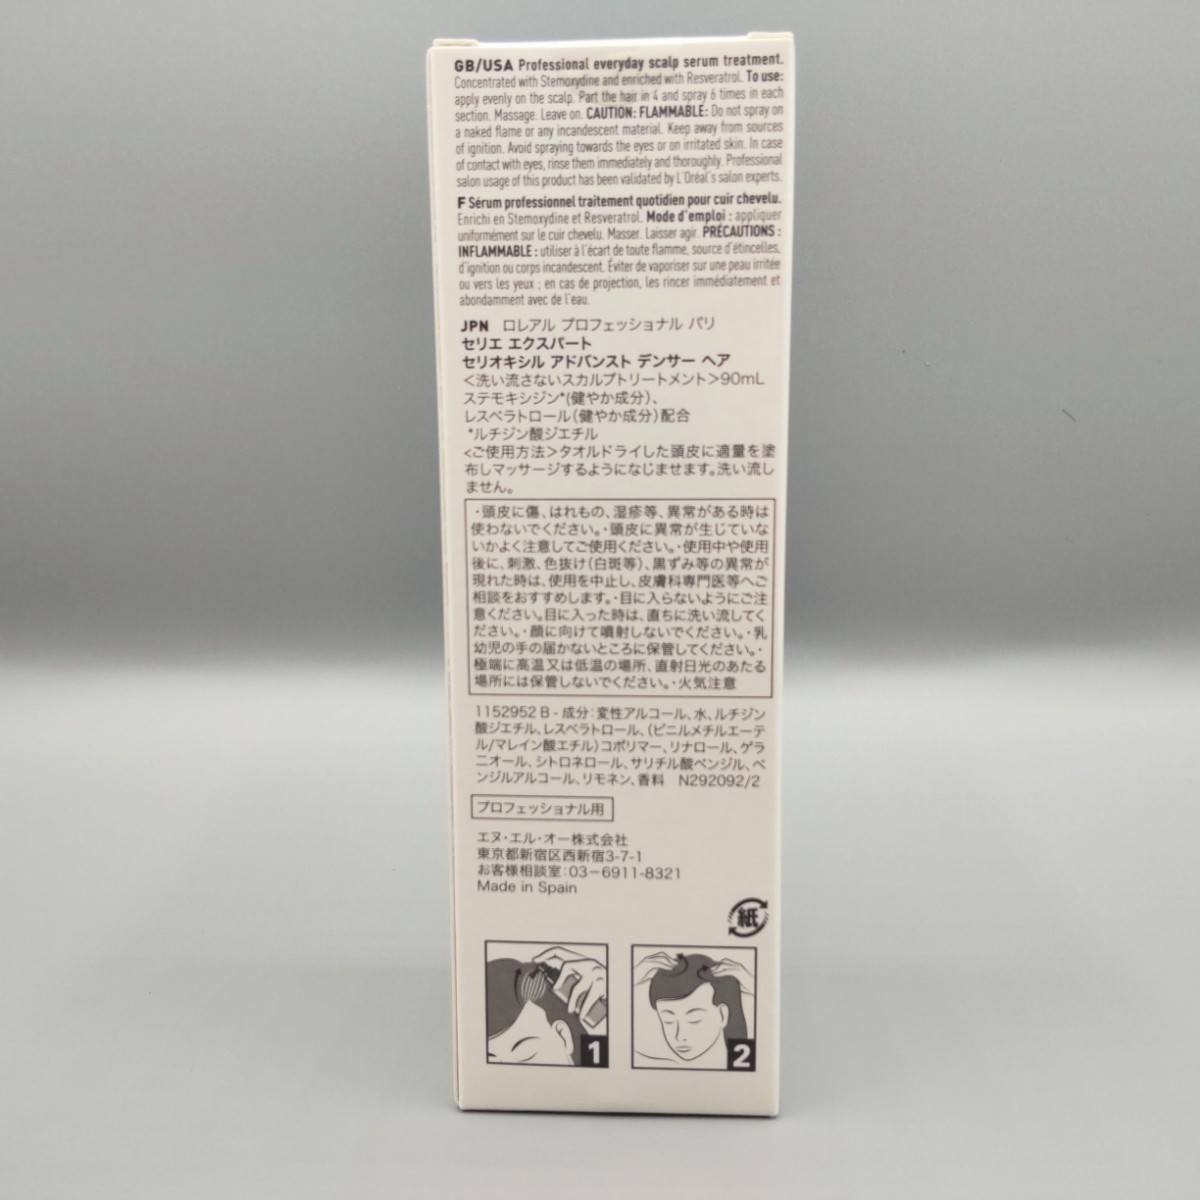 GB/USA Professional everyday scalp serum treatment.
Concentrated with Stemoxydine and enriched with Resveratrol. To use:
apply evenly on the scalp. Part the hair in 4 and spray 6 times in each
section. Massage. Leave on. CAUTION: FLAMMABLE: Do not spray on
a naked flame or any incandescent material. Keep away from sources
of ignition. Avoid spraying towards the eyes or on irritated skin. In case
of contact with eyes, rinse them immediately and thoroughly. Professional
salon usage of this product has been validated by L'Oréal's salon experts.
F Sérum professionnel traitement quotidien pour cuir chevelu.
Enrichi en Stemoxydine et Resveratrol. Mode d'emploi : appliquer
uniformément sur le cuir chevelu. Masser. Laisser agir. PRÉCAUTIONS :
INFLAMMABLE : utiliser à l'écart de toute flamme, source d'étincelles,
d'ignition ou corps incandescent. Éviter de vaporiser sur une peau irritée
ou vers les yeux ; en cas de projection, les rincer immédiatement et
abondamment avec de l'eau.
JPN ロレアル プロフェッショナル パリ
セリエ エクスパート
セリオキシル アドバンスト デンサー ヘア
<洗い流さないスカルプトリートメント>90mL
ステモキシジン*(健やか成分)、
レスベラトロール(健やか成分)配合
*ルチジン酸ジエチル
<ご使用方法>タオルドライした頭皮に適量を塗
布しマッサージするようになじませます。洗い流し
ません。
・頭皮に傷、はれもの、湿疹等、異常がある時は
使わないでください。・頭皮に異常が生じていな
いかよく注意してご使用ください。・使用中や使用
後に、刺激、色抜け(白斑等)、黒ずみ等の異常が
現れた時は、使用を中止し、皮膚科専門医等へご
相談をおすすめします。・目に入らないようにご注
意ください。目に入った時は、直ちに洗い流してく
ださい。・顔に向けて噴射しないでください。・乳
幼児の手の届かないところに保管してください。・
極端に高温又は低温の場所、直射日光のあたる
場所には保管しないでください。・火気注意
1152952 B - 成分:変性アルコール、水、ルチジン
酸ジエチル、レスベラトロール、(ビニルメチルエーテ
ル/マレイン酸エチル)コポリマー、リナロール、ゲラ
ニオール、シトロネロール、サリチル酸ベンジル、ベ
ンジルアルコール、リモネン、香料 N292092/2
プロフェッショナル用
エヌ・エル・オー株式会社
東京都新宿区西新宿3-7-1
お客様相談室:03-6911-8321
Made in Spain
紙
1
2